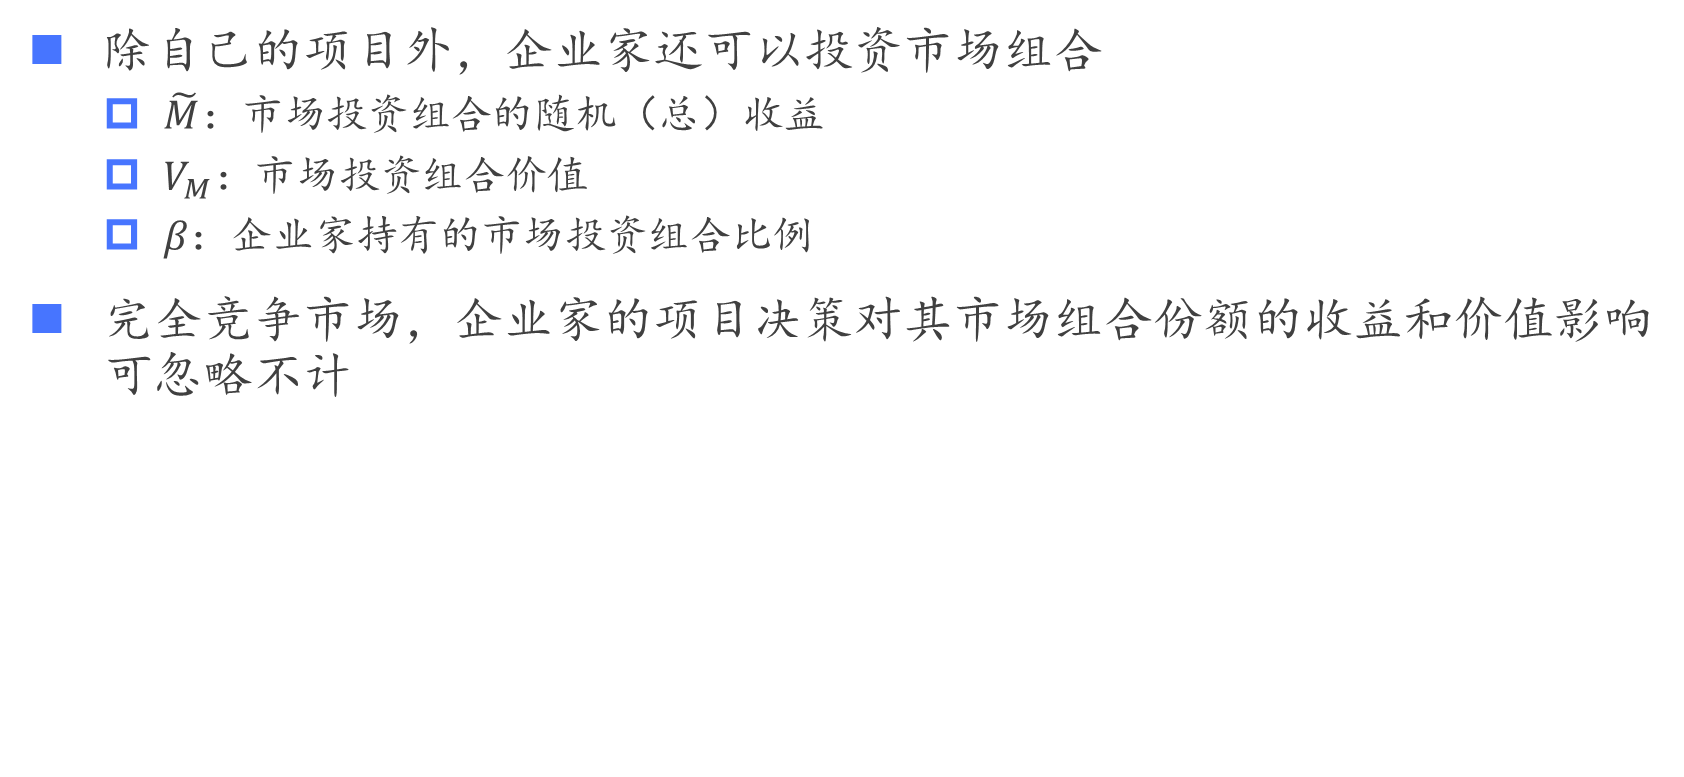 除自己的项目外，企业家还可以投资市场组合
M̃：市场投资组合的随机（总）收益
V_M：市场投资组合价值
β：企业家持有的市场投资组合比例
完全竞争市场，企业家的项目决策对其市场组合份额的收益和价值影响
可忽略不计